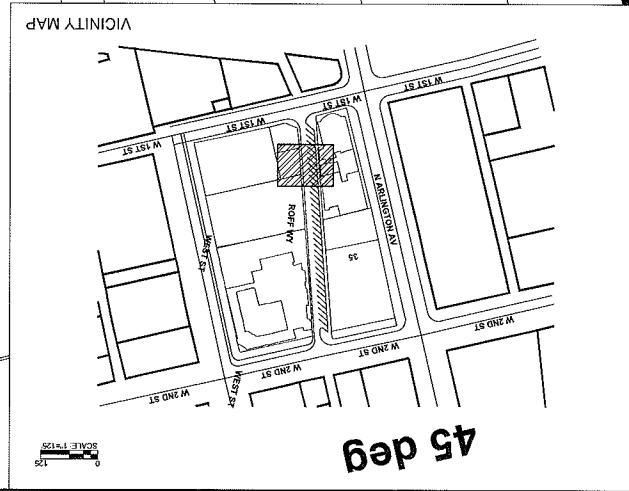 45 deg
0 125
SCALE: 1"=125'
W 2ND ST
WEST ST
W 2ND ST
W 2ND ST
W 2ND ST
35
WEST ST
ROFF WY
N ARLINGTON AV
W 1ST ST
W 1ST ST
W 1ST ST
W 1ST ST
VICINITY MAP